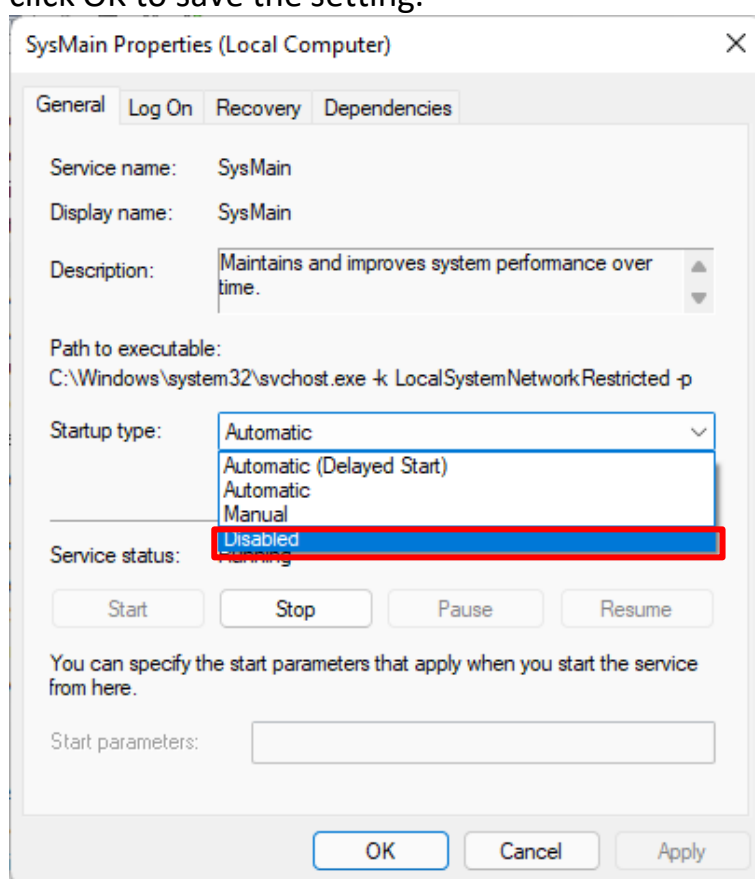 click OK to save the setting.
SysMain Properties (Local Computer)
General Log On Recovery Dependencies
Service name: SysMain
Display name: SysMain
Description: Maintains and improves system performance over
time.
Path to executable:
C:\Windows\system32\svchost.exe -k LocalSystemNetworkRestricted -p
Startup type: Automatic
Automatic (Delayed Start)
Automatic
Manual
Disabled
Service status: Running
Start Stop Pause Resume
You can specify the start parameters that apply when you start the service
from here.
Start parameters:
OK Cancel Apply